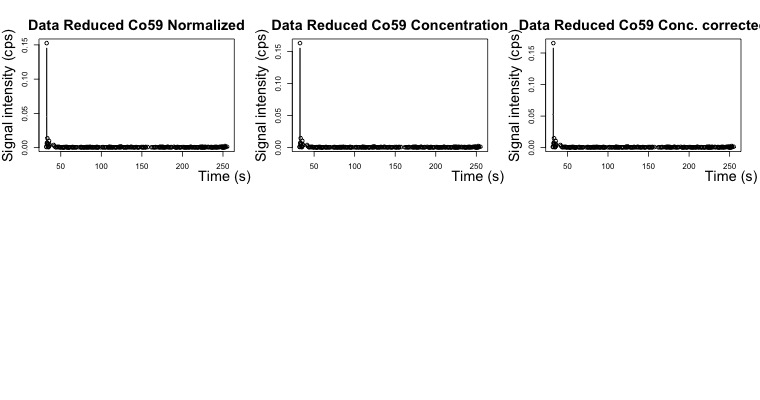 Data Reduced Co59 Normalized
Signal intensity (cps)
0.00 0.05 0.10 0.15
50 100 150 200 250
Time (s)
Data Reduced Co59 Concentration
Signal intensity (cps)
0.00 0.05 0.10 0.15
50 100 150 200 250
Time (s)
Data Reduced Co59 Conc. corrected
Signal intensity (cps)
0.00 0.05 0.10 0.15
50 100 150 200 250
Time (s)